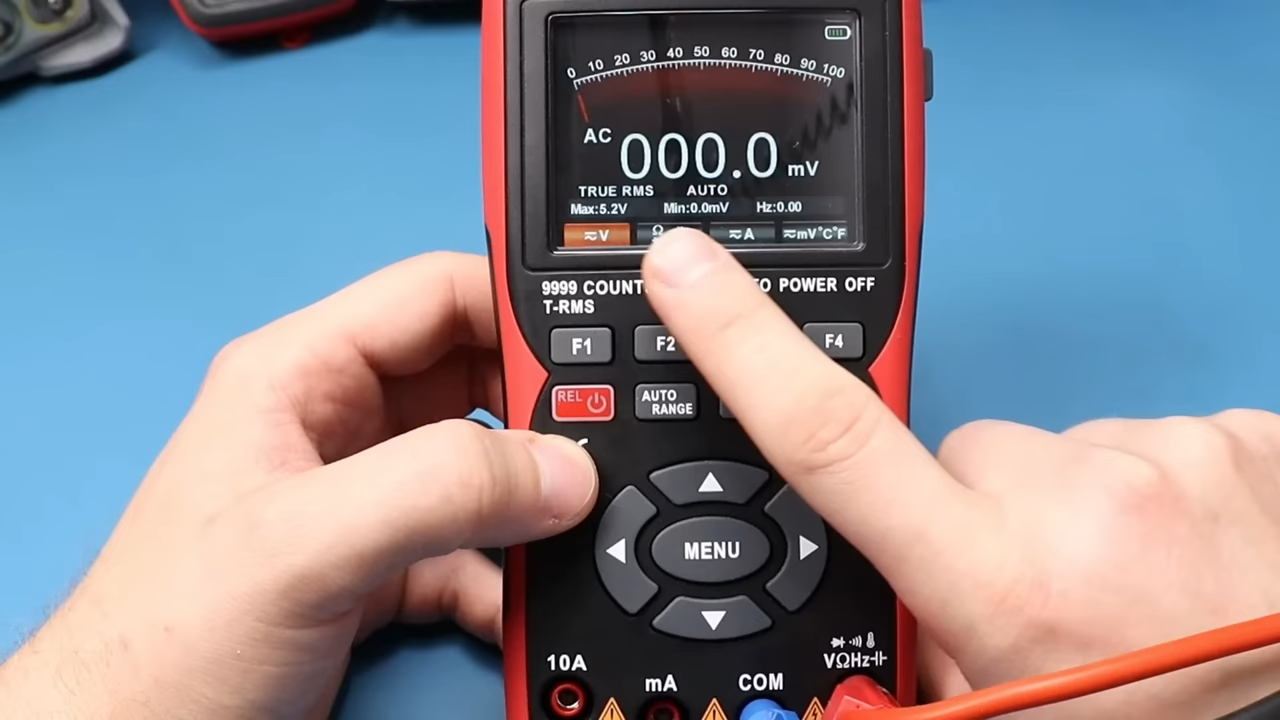 0 10 20 30 40 50 60 70 80 90 100
AC 000.0 mV
TRUE RMS AUTO
Max:5.2V Min:0.0mV Hz:0.00
≂V Ω ≂A ≂mV°C°F
9999 COUNT POWER OFF
T-RMS
F1 F2 F4
REL AUTO RANGE
MENU
10A mA COM VΩHz